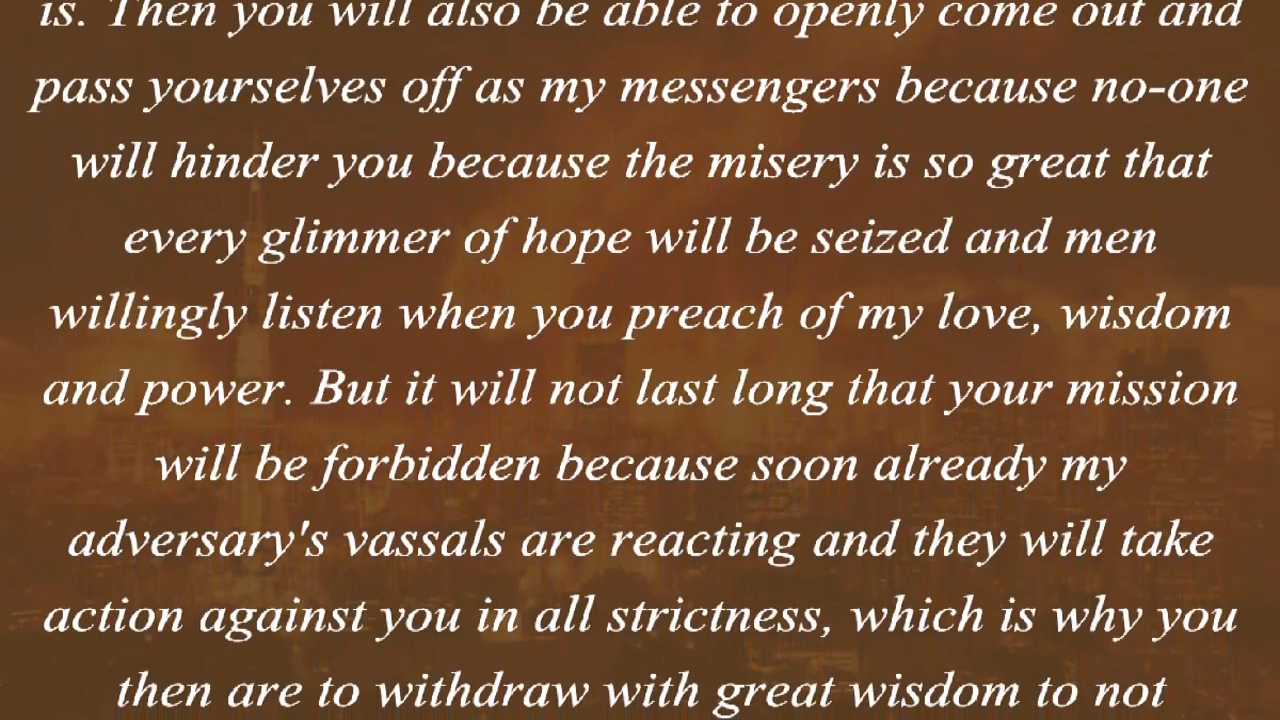 is. Then you will also be able to openly come out and
pass yourselves off as my messengers because no-one
will hinder you because the misery is so great that
every glimmer of hope will be seized and men
willingly listen when you preach of my love, wisdom
and power. But it will not last long that your mission
will be forbidden because soon already my
adversary's vassals are reacting and they will take
action against you in all strictness, which is why you
then are to withdraw with great wisdom to not